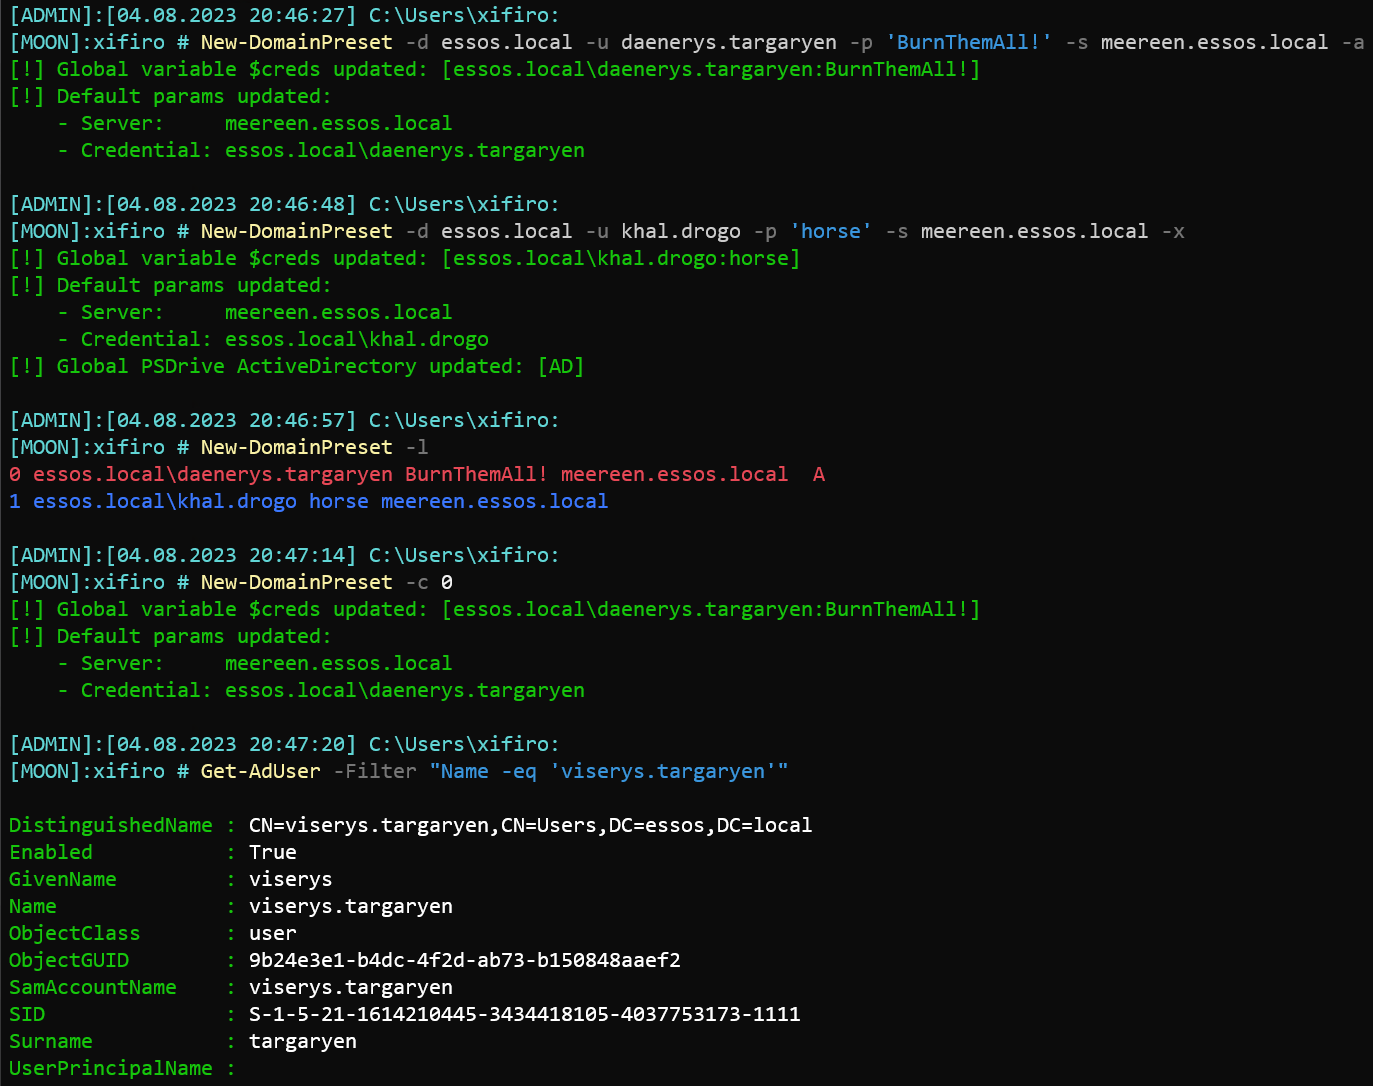 [ADMIN]:[04.08.2023 20:46:27] C:\Users\xifiro:
[MOON]:xifiro # New-DomainPreset -d essos.local -u daenerys.targaryen -p 'BurnThemAll!' -s meereen.essos.local -a
[!] Global variable $creds updated: [essos.local\daenerys.targaryen:BurnThemAll!]
[!] Default params updated:
    - Server:     meereen.essos.local
    - Credential: essos.local\daenerys.targaryen

[ADMIN]:[04.08.2023 20:46:48] C:\Users\xifiro:
[MOON]:xifiro # New-DomainPreset -d essos.local -u khal.drogo -p 'horse' -s meereen.essos.local -x
[!] Global variable $creds updated: [essos.local\khal.drogo:horse]
[!] Default params updated:
    - Server:     meereen.essos.local
    - Credential: essos.local\khal.drogo
[!] Global PSDrive ActiveDirectory updated: [AD]

[ADMIN]:[04.08.2023 20:46:57] C:\Users\xifiro:
[MOON]:xifiro # New-DomainPreset -l
0 essos.local\daenerys.targaryen BurnThemAll! meereen.essos.local  A
1 essos.local\khal.drogo horse meereen.essos.local

[ADMIN]:[04.08.2023 20:47:14] C:\Users\xifiro:
[MOON]:xifiro # New-DomainPreset -c 0
[!] Global variable $creds updated: [essos.local\daenerys.targaryen:BurnThemAll!]
[!] Default params updated:
    - Server:     meereen.essos.local
    - Credential: essos.local\daenerys.targaryen

[ADMIN]:[04.08.2023 20:47:20] C:\Users\xifiro:
[MOON]:xifiro # Get-AdUser -Filter "Name -eq 'viserys.targaryen'"

DistinguishedName : CN=viserys.targaryen,CN=Users,DC=essos,DC=local
Enabled           : True
GivenName         : viserys
Name              : viserys.targaryen
ObjectClass       : user
ObjectGUID        : 9b24e3e1-b4dc-4f2d-ab73-b150848aaef2
SamAccountName    : viserys.targaryen
SID               : S-1-5-21-1614210445-3434418105-4037753173-1111
Surname           : targaryen
UserPrincipalName :